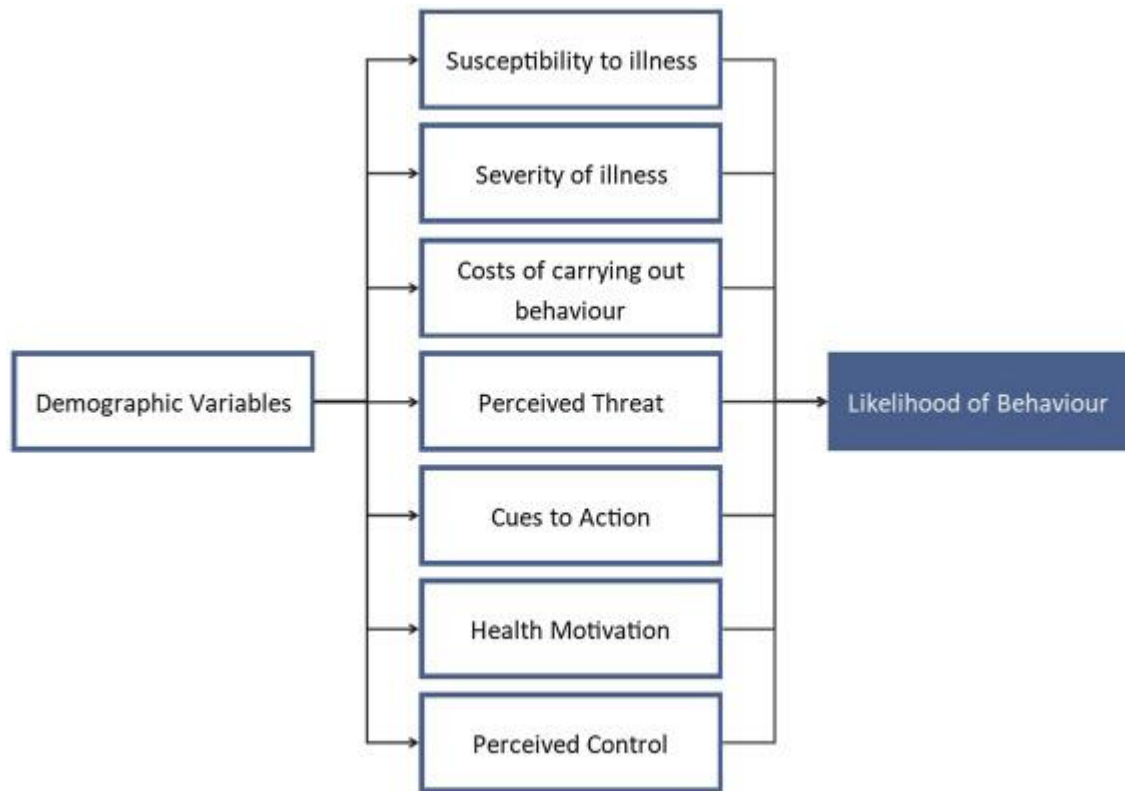 Susceptibility to illness
Severity of illness
Costs of carrying out
behaviour
Demographic Variables
Perceived Threat
Likelihood of Behaviour
Cues to Action
Health Motivation
Perceived Control